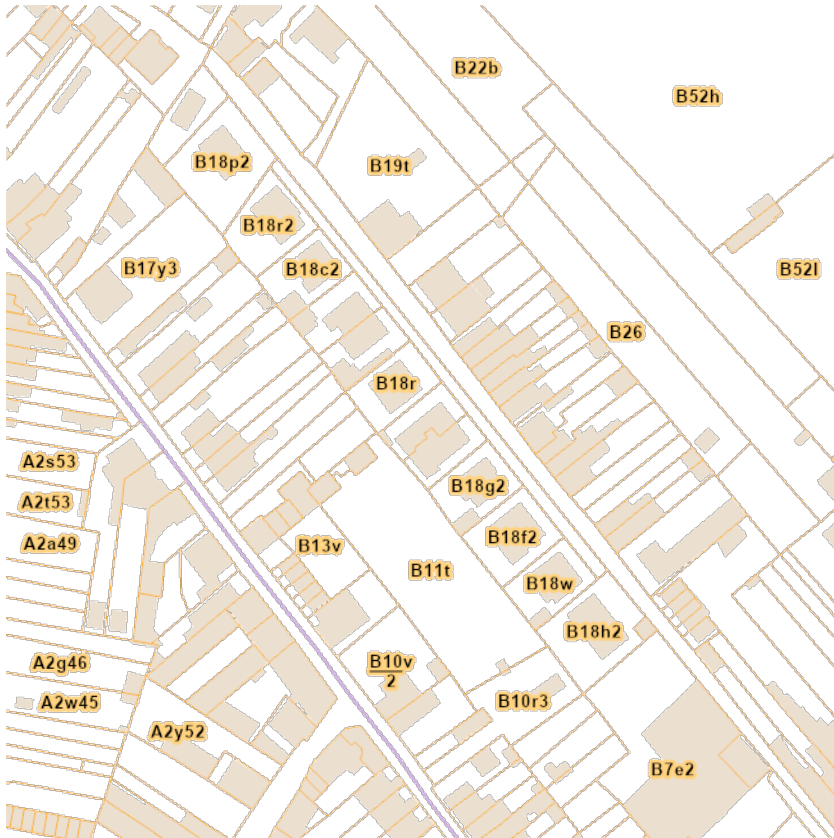 B22b
B52h
B18p2
B19t
B18r2
B17y3
B18c2
B52l
B26
B18r
A2s53
B18g2
A2t53
B18f2
A2a49
B13v
B11t
B18w
B18h2
A2g46
B10v
2
A2w45
B10r3
A2y52
B7e2